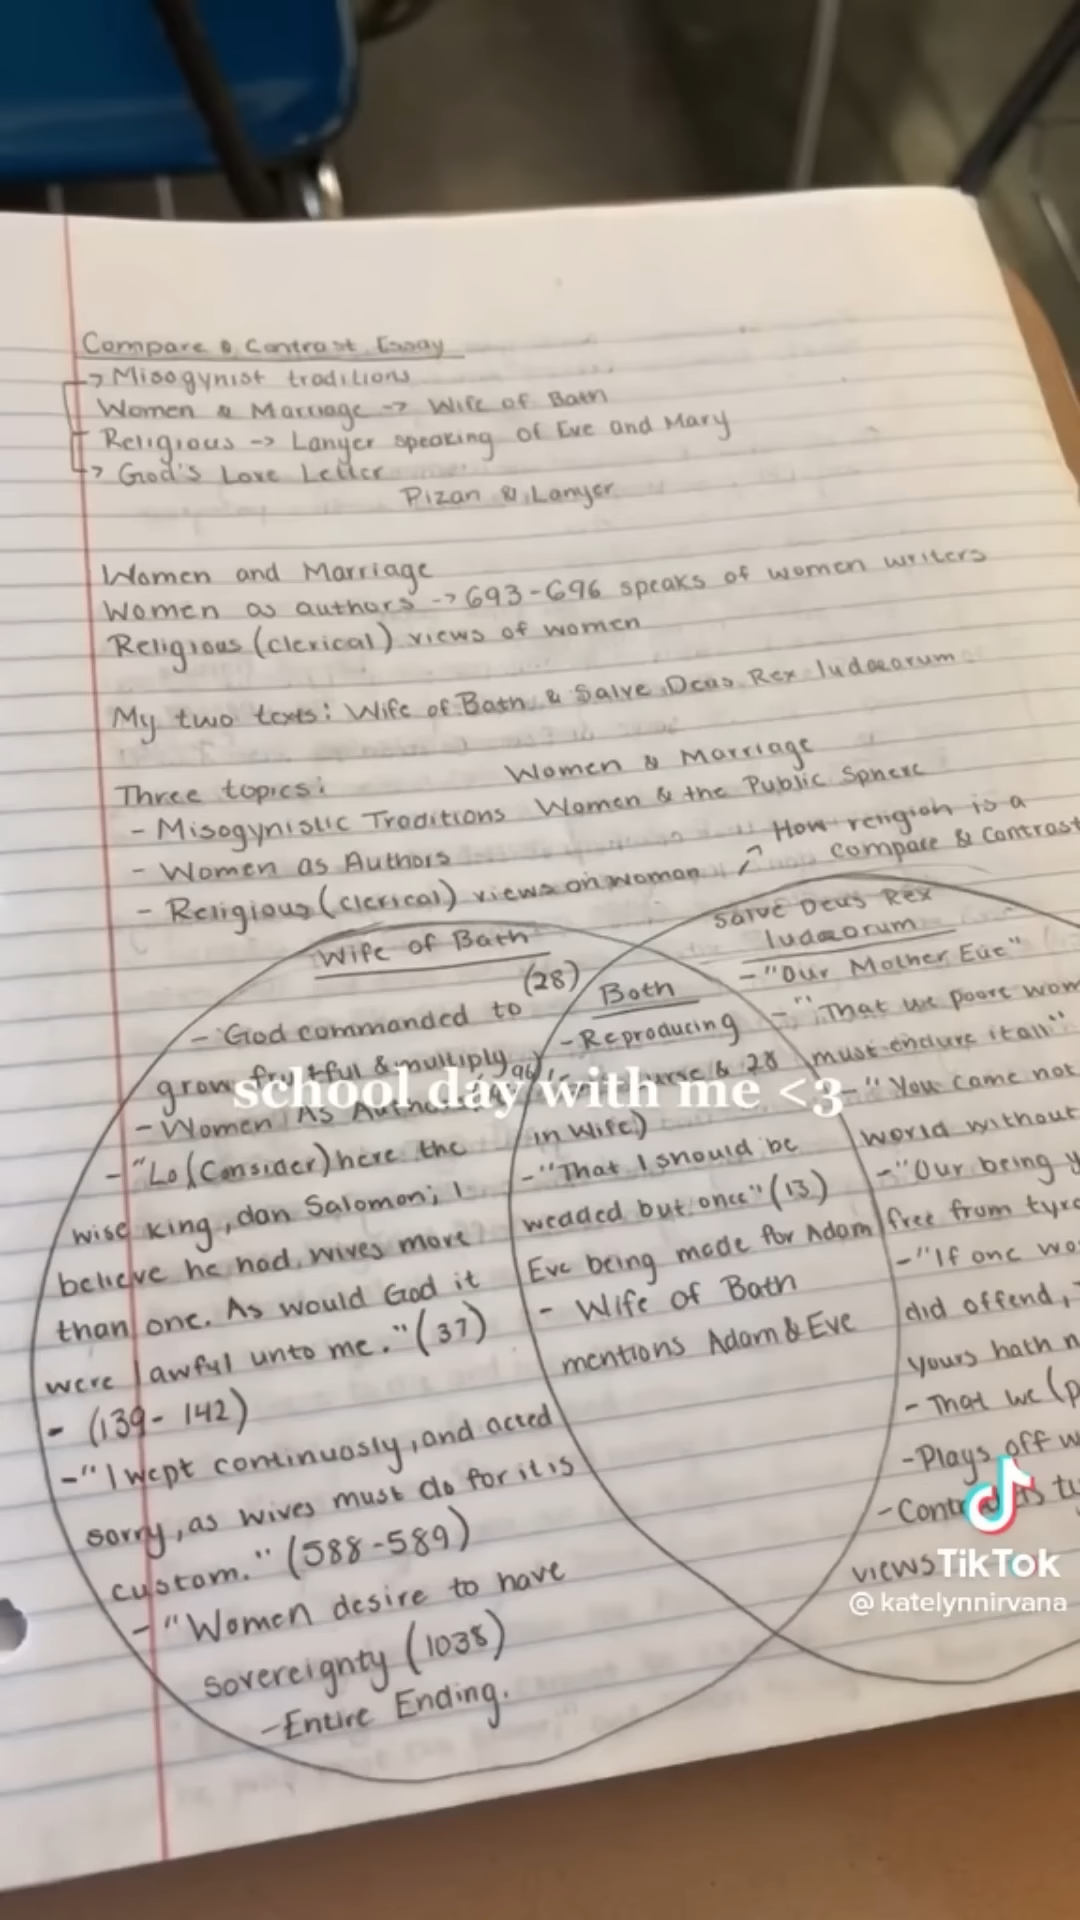 Compare & Contrast Essay
-> Misogynist traditions
Women & Marriage -> Wife of Bath
Religious -> Lanyer speaking of Eve and Mary
-> God's Love Letter
Pizan & Lanyer
Women and Marriage
Women as authors -> 693-696 speaks of women writers
Religious (clerical) views of women
My two texts: Wife of Bath & Salve Deus Rex Iudaeorum
Three topics:
Women & Marriage
- Misogynistic Traditions Women & the Public Sphere
- Women as Authors
- Religious (clerical) views on woman
How religion is a
compare & contrast
Wife of Bath
(28)
- God commanded to
grow fruitful & multiply
- Women As
- "Lo (Consider) here the
wise king, dan Salomon; I
believe he had wives more
than one. As would God it
were lawful unto me." (37)
- (139-142)
- "I wept continuosly, and acted
sorry, as wives must do for it is
custom." (588-589)
- "Women desire to have
sovereignty (1038)
- Entire Ending.
Both
- Reproducing
& 28
in Wife)
- "That I should be
wedded but once" (13)
Eve being made for Adam
- Wife of Bath
mentions Adam & Eve
Salve Deus Rex
Iudaeorum
- "Our Mother Eve"
- "That we poore
must endure it all"
- "You came not
world without
- "Our being
free from
- "If one
did offend,
yours hath
- That we
- Plays off
views
school day with me <3
TikTok
@katelynnirvana